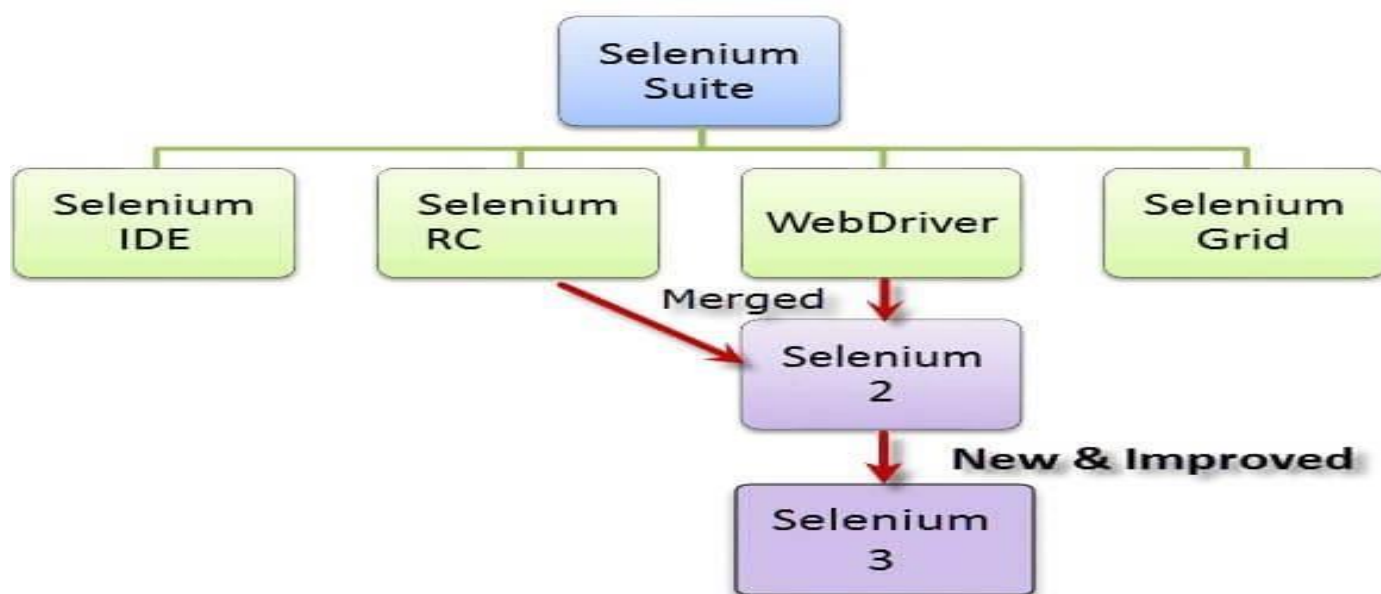 Selenium
Suite
Selenium
IDE
Selenium
RC
WebDriver
Selenium
Grid
Merged
Selenium
2
New & Improved
Selenium
3